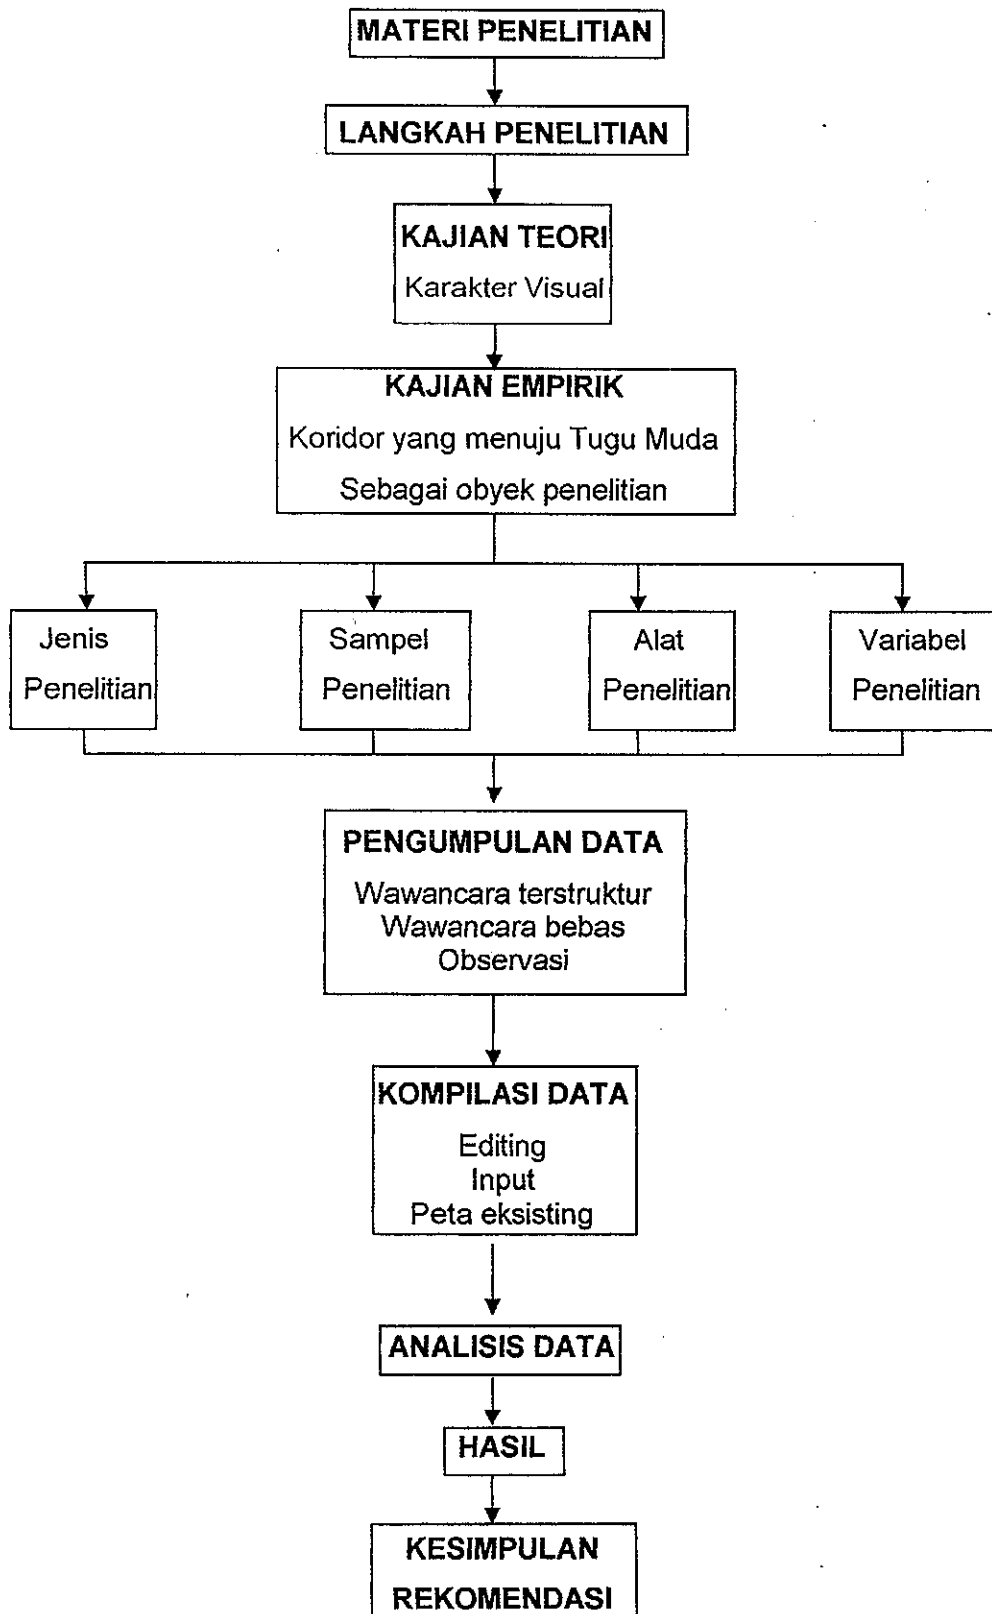 MATERI PENELITIAN
LANGKAH PENELITIAN
KAJIAN TEORI
Karakter Visual
KAJIAN EMPIRIK
Koridor yang menuju Tugu Muda
Sebagai obyek penelitian
Jenis
Penelitian
Sampel
Penelitian
Alat
Penelitian
Variabel
Penelitian
PENGUMPULAN DATA
Wawancara terstruktur
Wawancara bebas
Observasi
KOMPILASI DATA
Editing
Input
Peta eksisting
ANALISIS DATA
HASIL
KESIMPULAN
REKOMENDASI